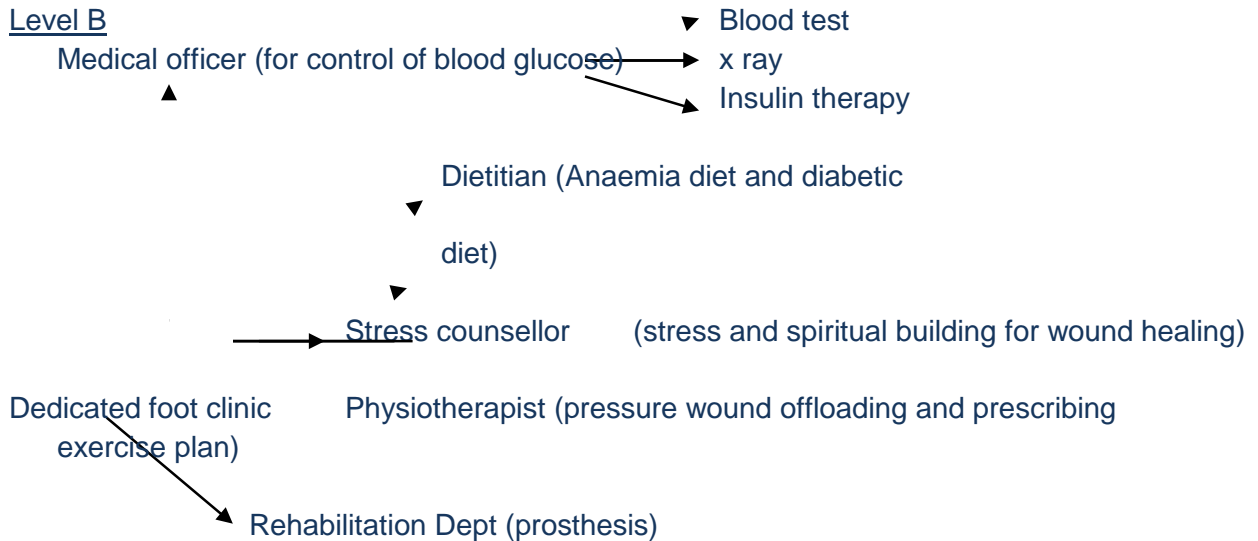 Level B
Blood test
Medical officer (for control of blood glucose)
x ray
Insulin therapy
Dietitian (Anaemia diet and diabetic
diet)
Stress counsellor (stress and spiritual building for wound healing)
Dedicated foot clinic
Physiotherapist (pressure wound offloading and prescribing
exercise plan)
Rehabilitation Dept (prosthesis)